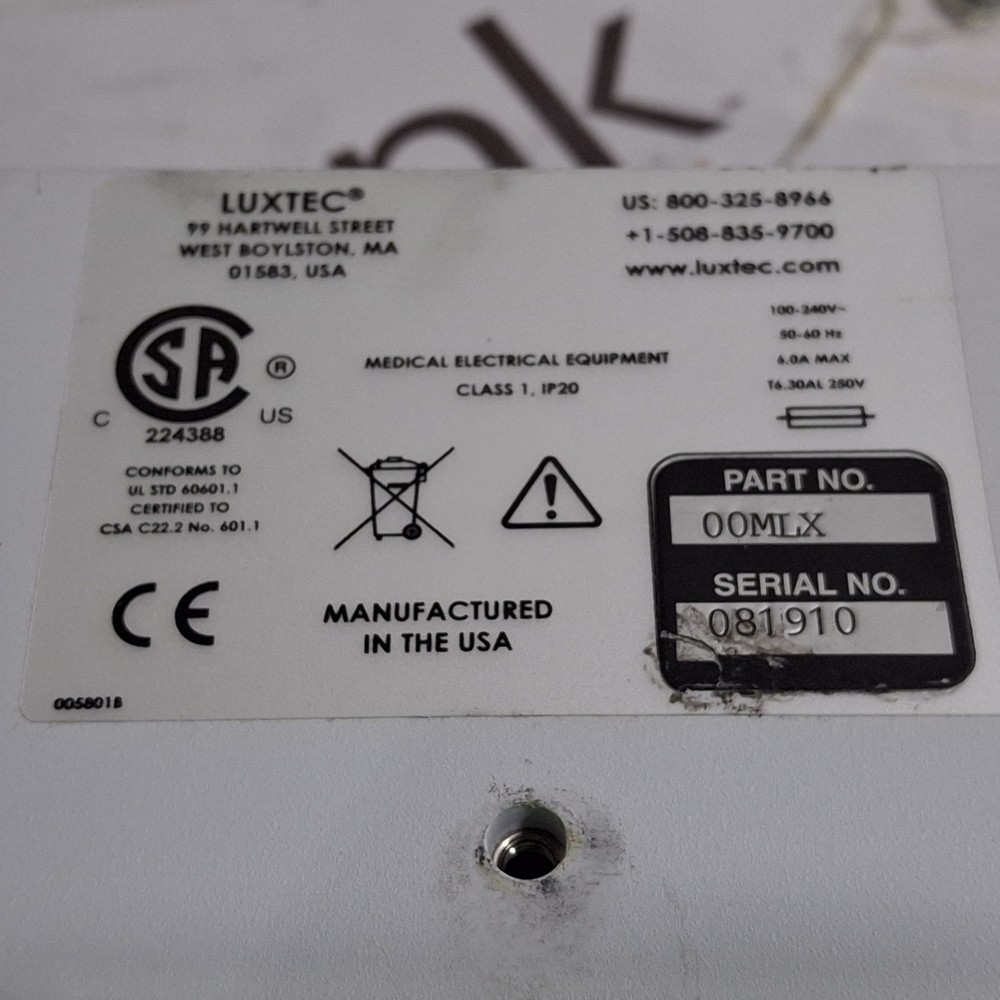 nk
LUXTEC®
99 HARTWELL STREET
WEST BOYLSTON, MA
01583, USA
US: 800-325-8966
+1-508-835-9700
www.luxtec.com
100-240V~
50-60 Hz
6.0A MAX
T6.30AL 250V
MEDICAL ELECTRICAL EQUIPMENT
CLASS 1, IP20
CSA ®
C US
224388
CONFORMS TO
UL STD 60601.1
CERTIFIED TO
CSA C22.2 No. 601.1
PART NO.
00MLX
SERIAL NO.
081910
CE
MANUFACTURED
IN THE USA
005801B